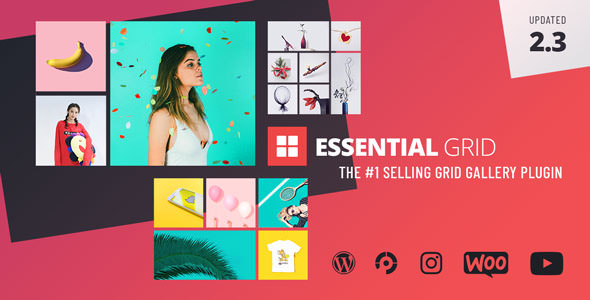 UPDATED
2.3
ESSENTIAL GRID
THE #1 SELLING GRID GALLERY PLUGIN
WOO